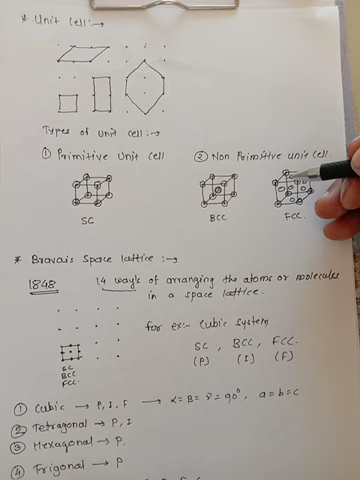 * Unit Cell :→
Types of Unit cell :→
① Primitive Unit Cell ② Non Primitive unit Cell
SC BCC FCC.
* Bravais Space lattice :→
1848 14 way's of arranging the atoms or molecules
in a space lattice.
for ex:- Cubic system
SC , BCC , FCC.
(P) (I) (F)
SC
BCC
FCC.
① Cubic → P, I, F → α = B = γ = 90°, a = b = c
② Tetragonal → P, I
③ Hexagonal → P.
④ Trigonal → P